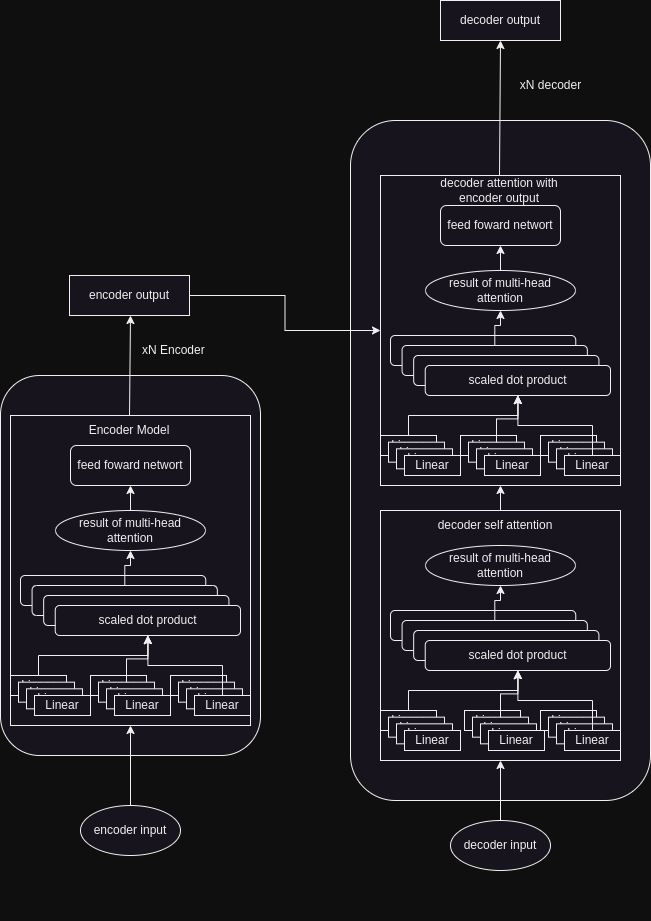 decoder output
xN decoder
decoder attention with
encoder output
feed foward networt
result of multi-head
attention
scaled dot product
Linear
Linear
Linear
decoder self attention
result of multi-head
attention
scaled dot product
Linear
Linear
Linear
decoder input
encoder output
xN Encoder
Encoder Model
feed foward networt
result of multi-head
attention
scaled dot product
Linear
Linear
Linear
encoder input